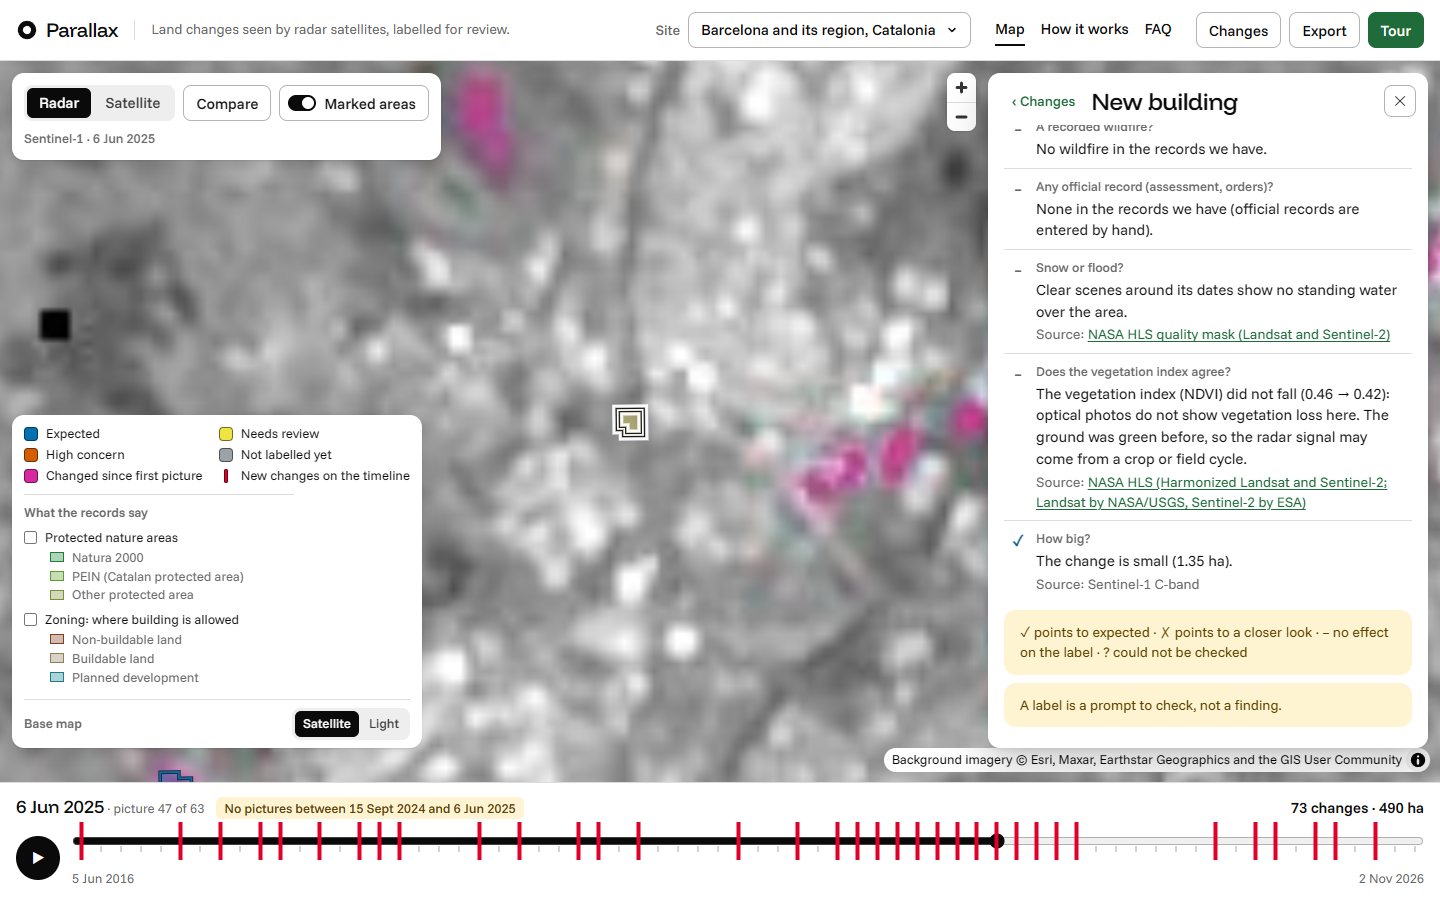 Parallax
Land changes seen by radar satellites, labelled for review.
Site
Barcelona and its region, Catalonia
Map
How it works
FAQ
Changes
Export
Tour
Radar
Satellite
Compare
Marked areas
Sentinel-1 · 6 Jun 2025
+
−
‹ Changes
New building
A recorded wildfire?
No wildfire in the records we have.
Any official record (assessment, orders)?
None in the records we have (official records are
entered by hand).
Snow or flood?
Clear scenes around its dates show no standing water
over the area.
Source: NASA HLS quality mask (Landsat and Sentinel-2)
Does the vegetation index agree?
The vegetation index (NDVI) did not fall (0.46 → 0.42):
optical photos do not show vegetation loss here. The
ground was green before, so the radar signal may
come from a crop or field cycle.
Source: NASA HLS (Harmonized Landsat and Sentinel-2;
Landsat by NASA/USGS, Sentinel-2 by ESA)
✓ How big?
The change is small (1.35 ha).
Source: Sentinel-1 C-band
✓ points to expected · ✗ points to a closer look · – no effect
on the label · ? could not be checked
A label is a prompt to check, not a finding.
Expected
Needs review
High concern
Not labelled yet
Changed since first picture
New changes on the timeline
What the records say
Protected nature areas
Natura 2000
PEIN (Catalan protected area)
Other protected area
Zoning: where building is allowed
Non-buildable land
Buildable land
Planned development
Base map
Satellite
Light
Background imagery © Esri, Maxar, Earthstar Geographics and the GIS User Community
6 Jun 2025 · picture 47 of 63
No pictures between 15 Sept 2024 and 6 Jun 2025
73 changes · 490 ha
5 Jun 2016
2 Nov 2026